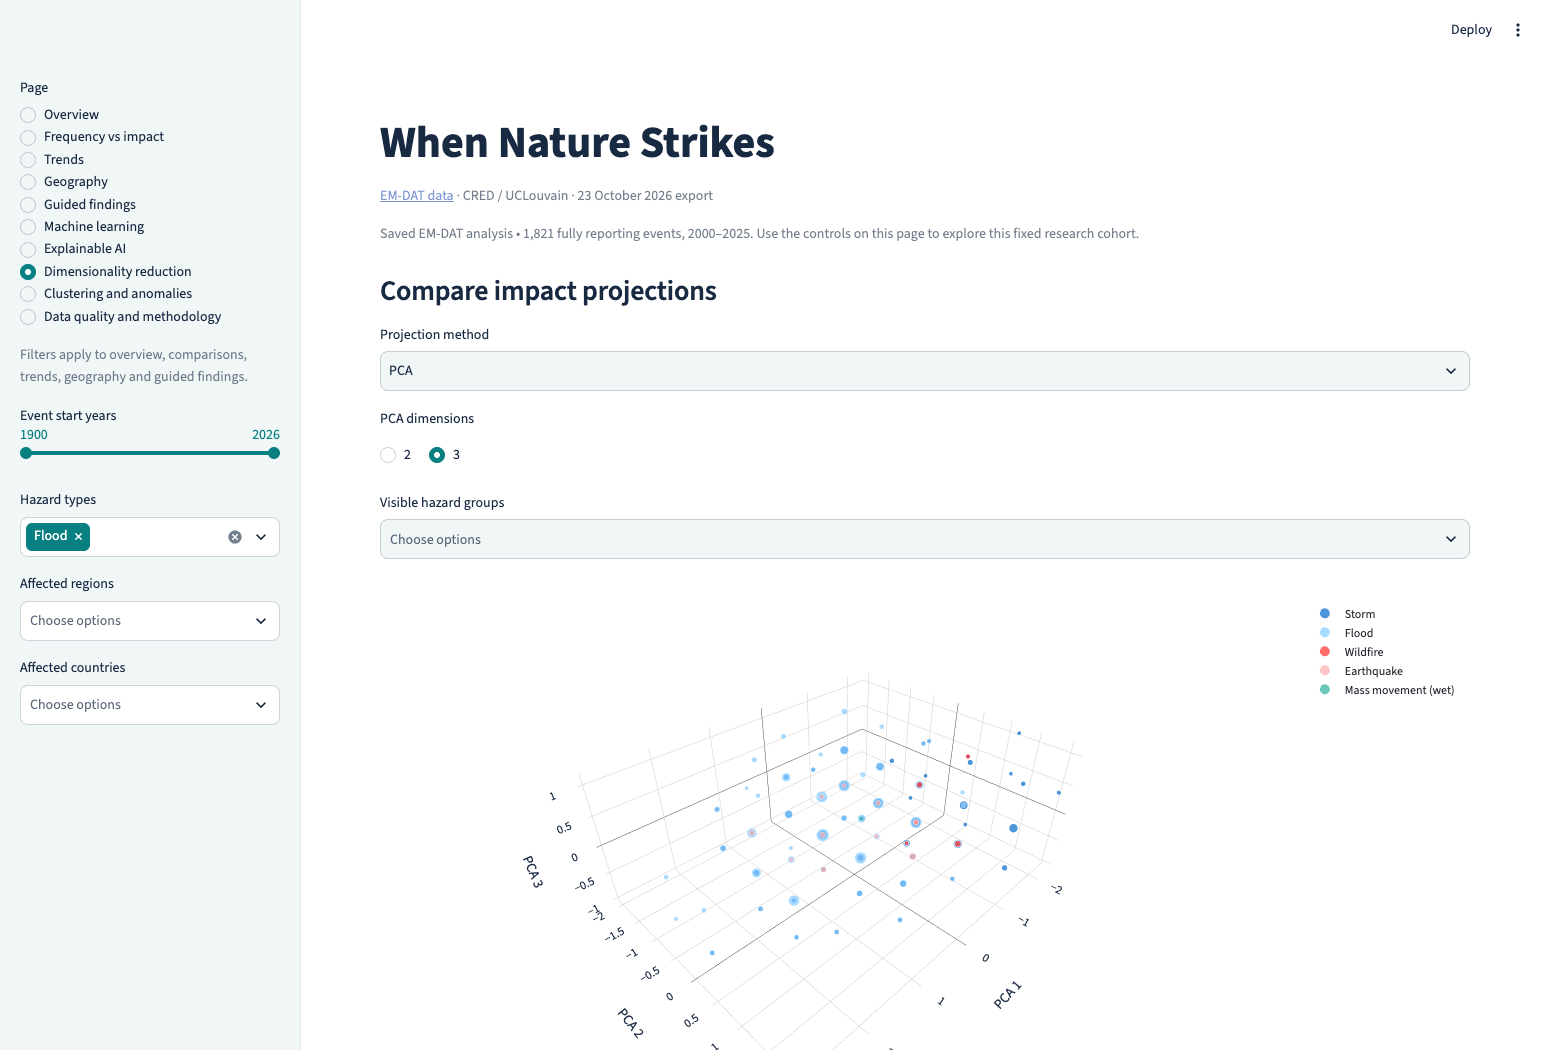 Deploy
Page
Overview
Frequency vs impact
Trends
Geography
Guided findings
Machine learning
Explainable AI
Dimensionality reduction
Clustering and anomalies
Data quality and methodology
Filters apply to overview, comparisons,
trends, geography and guided findings.
Event start years
1900 2026
Hazard types
Flood
Affected regions
Choose options
Affected countries
Choose options
When Nature Strikes
EM-DAT data · CRED / UCLouvain · 23 October 2026 export
Saved EM-DAT analysis • 1,821 fully reporting events, 2000–2025. Use the controls on this page to explore this fixed research cohort.
Compare impact projections
Projection method
PCA
PCA dimensions
2 3
Visible hazard groups
Choose options
Storm
Flood
Wildfire
Earthquake
Mass movement (wet)
1
0.5
0
−0.5
−1
PCA 3
−2
−1.5
−1
−0.5
0
0.5
1
PCA 2
−2
−1
0
1
PCA 1